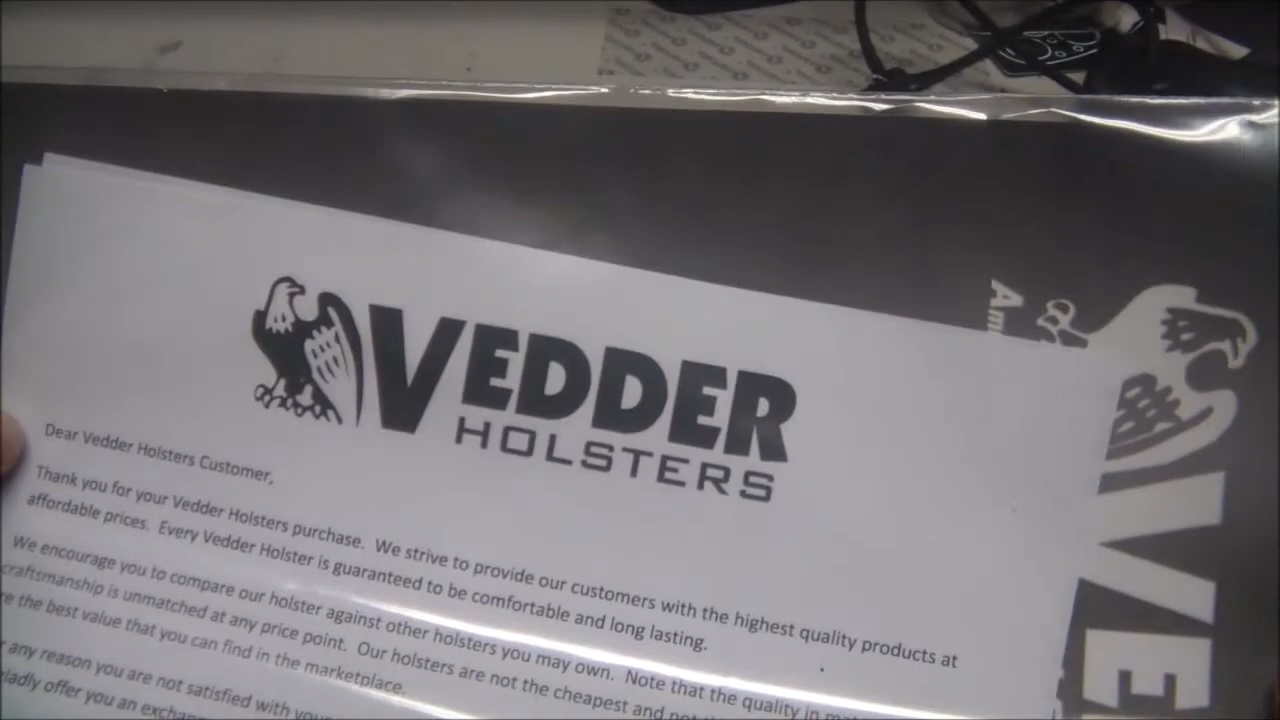 VEDDER
HOLSTERS
Dear Vedder Holsters Customer,
Thank you for your Vedder Holsters purchase. We strive to provide our customers with the highest quality products at
affordable prices. Every Vedder Holster is guaranteed to be comfortable and long lasting.
We encourage you to compare our holster against other holsters you may own. Note that the quality in
craftsmanship is unmatched at any price point. Our holsters are not the cheapest and
the best value that you can find in the marketplace.
any reason you are not satisfied with
offer you an
Am
VE